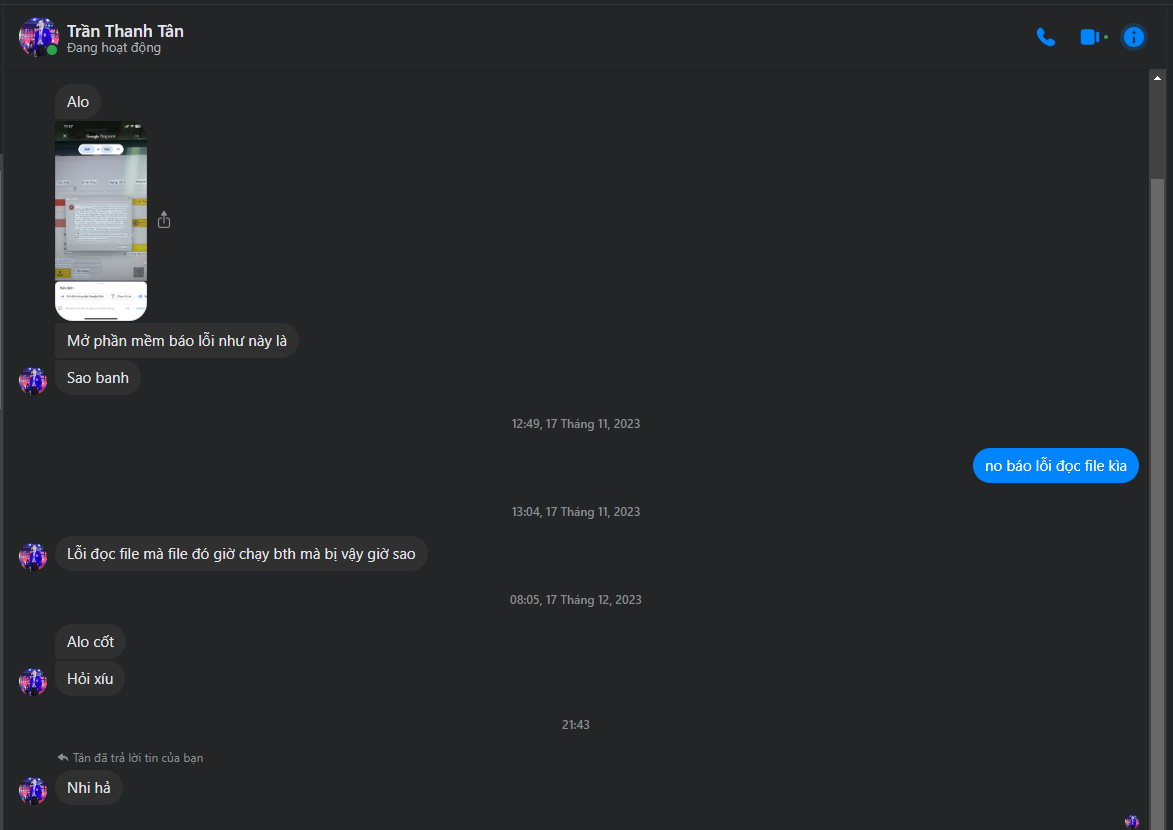 Trần Thanh Tân
Đang hoạt động
Alo
Mở phần mềm báo lỗi như này là
Sao banh
12:49, 17 Tháng 11, 2023
no báo lỗi đọc file kìa
13:04, 17 Tháng 11, 2023
Lỗi đọc file mà file đó giờ chạy bth mà bị vậy giờ sao
08:05, 17 Tháng 12, 2023
Alo cốt
Hỏi xíu
21:43
Tân đã trả lời tin của bạn
Nhi hả